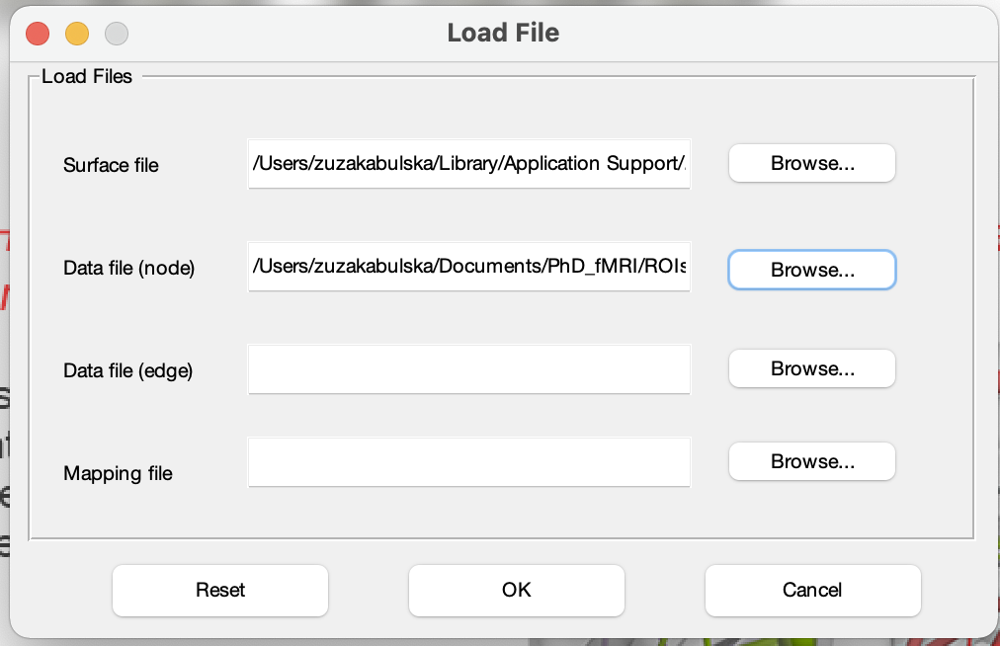 Load File
Load Files
Surface file
/Users/zuzakabulska/Library/Application Support/.
Browse...
Data file (node)
/Users/zuzakabulska/Documents/PhD_fMRI/ROIs
Browse...
Data file (edge)
Browse...
Mapping file
Browse...
Reset
OK
Cancel